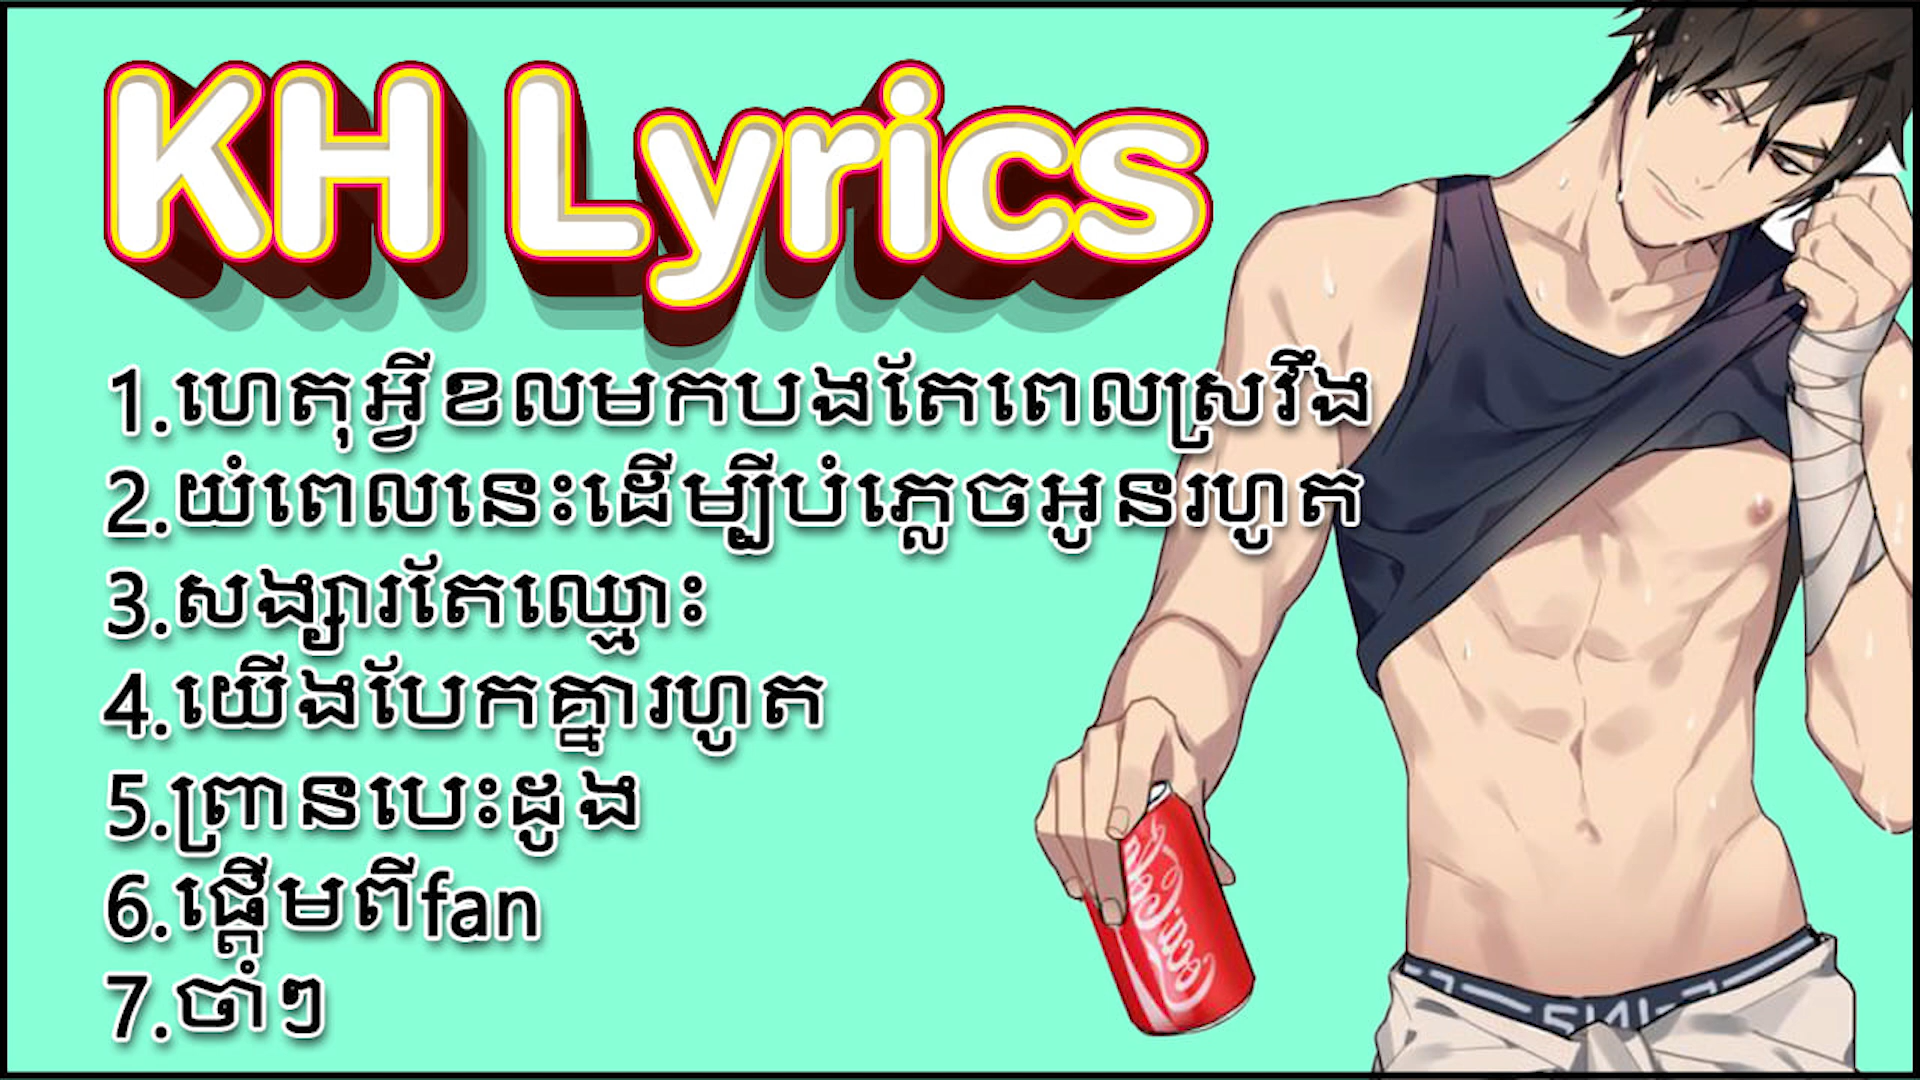 KH Lyrics
1.ហេតុអ្វីខលមកបងតែពេលស្រវឹង
2.យំពេលនេះដើម្បីបំភ្លេចអូនរហូត
3.សង្សារតែឈ្មោះ
4.យើងបែកគ្នារហូត
5.ព្រានបេះដូង
6.ផ្តើមពីfan
7.ចាំៗ
Coca-Cola